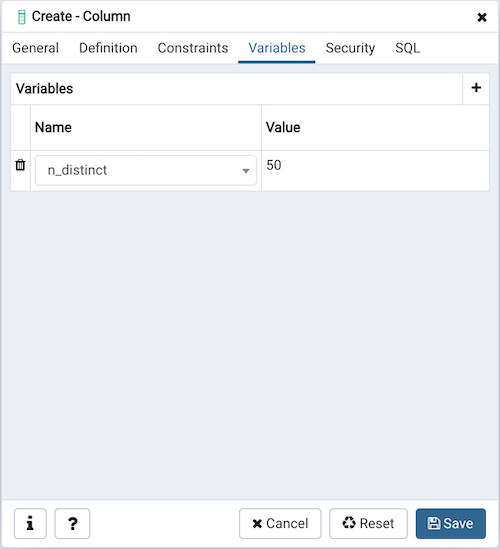 Create - Column
General Definition Constraints Variables Security SQL
Variables
Name Value
n_distinct 50
Cancel Reset Save